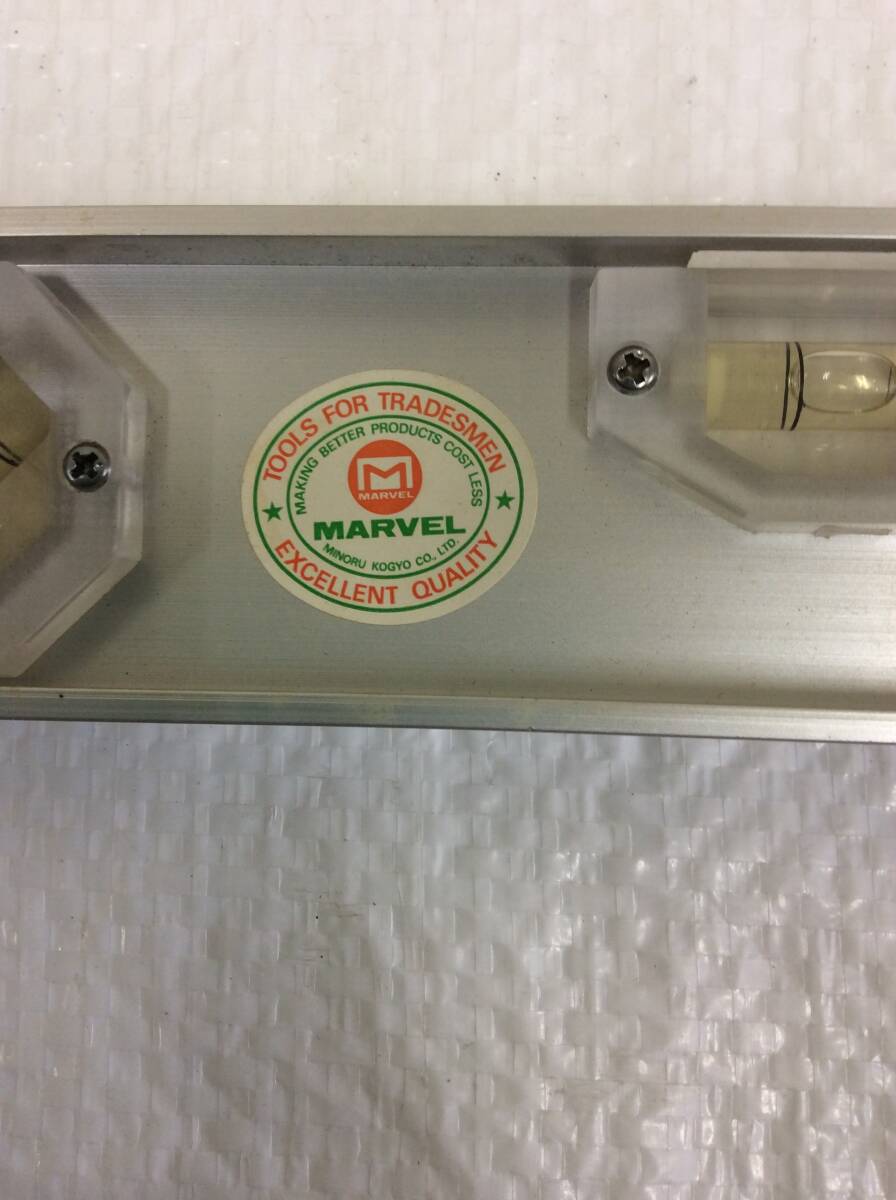 TOOLS FOR TRADESMEN
MAKING BETTER PRODUCTS COST LESS
M
MARVEL
MARVEL
MINORU KOGYO CO., LTD.
★ ★
EXCELLENT QUALITY